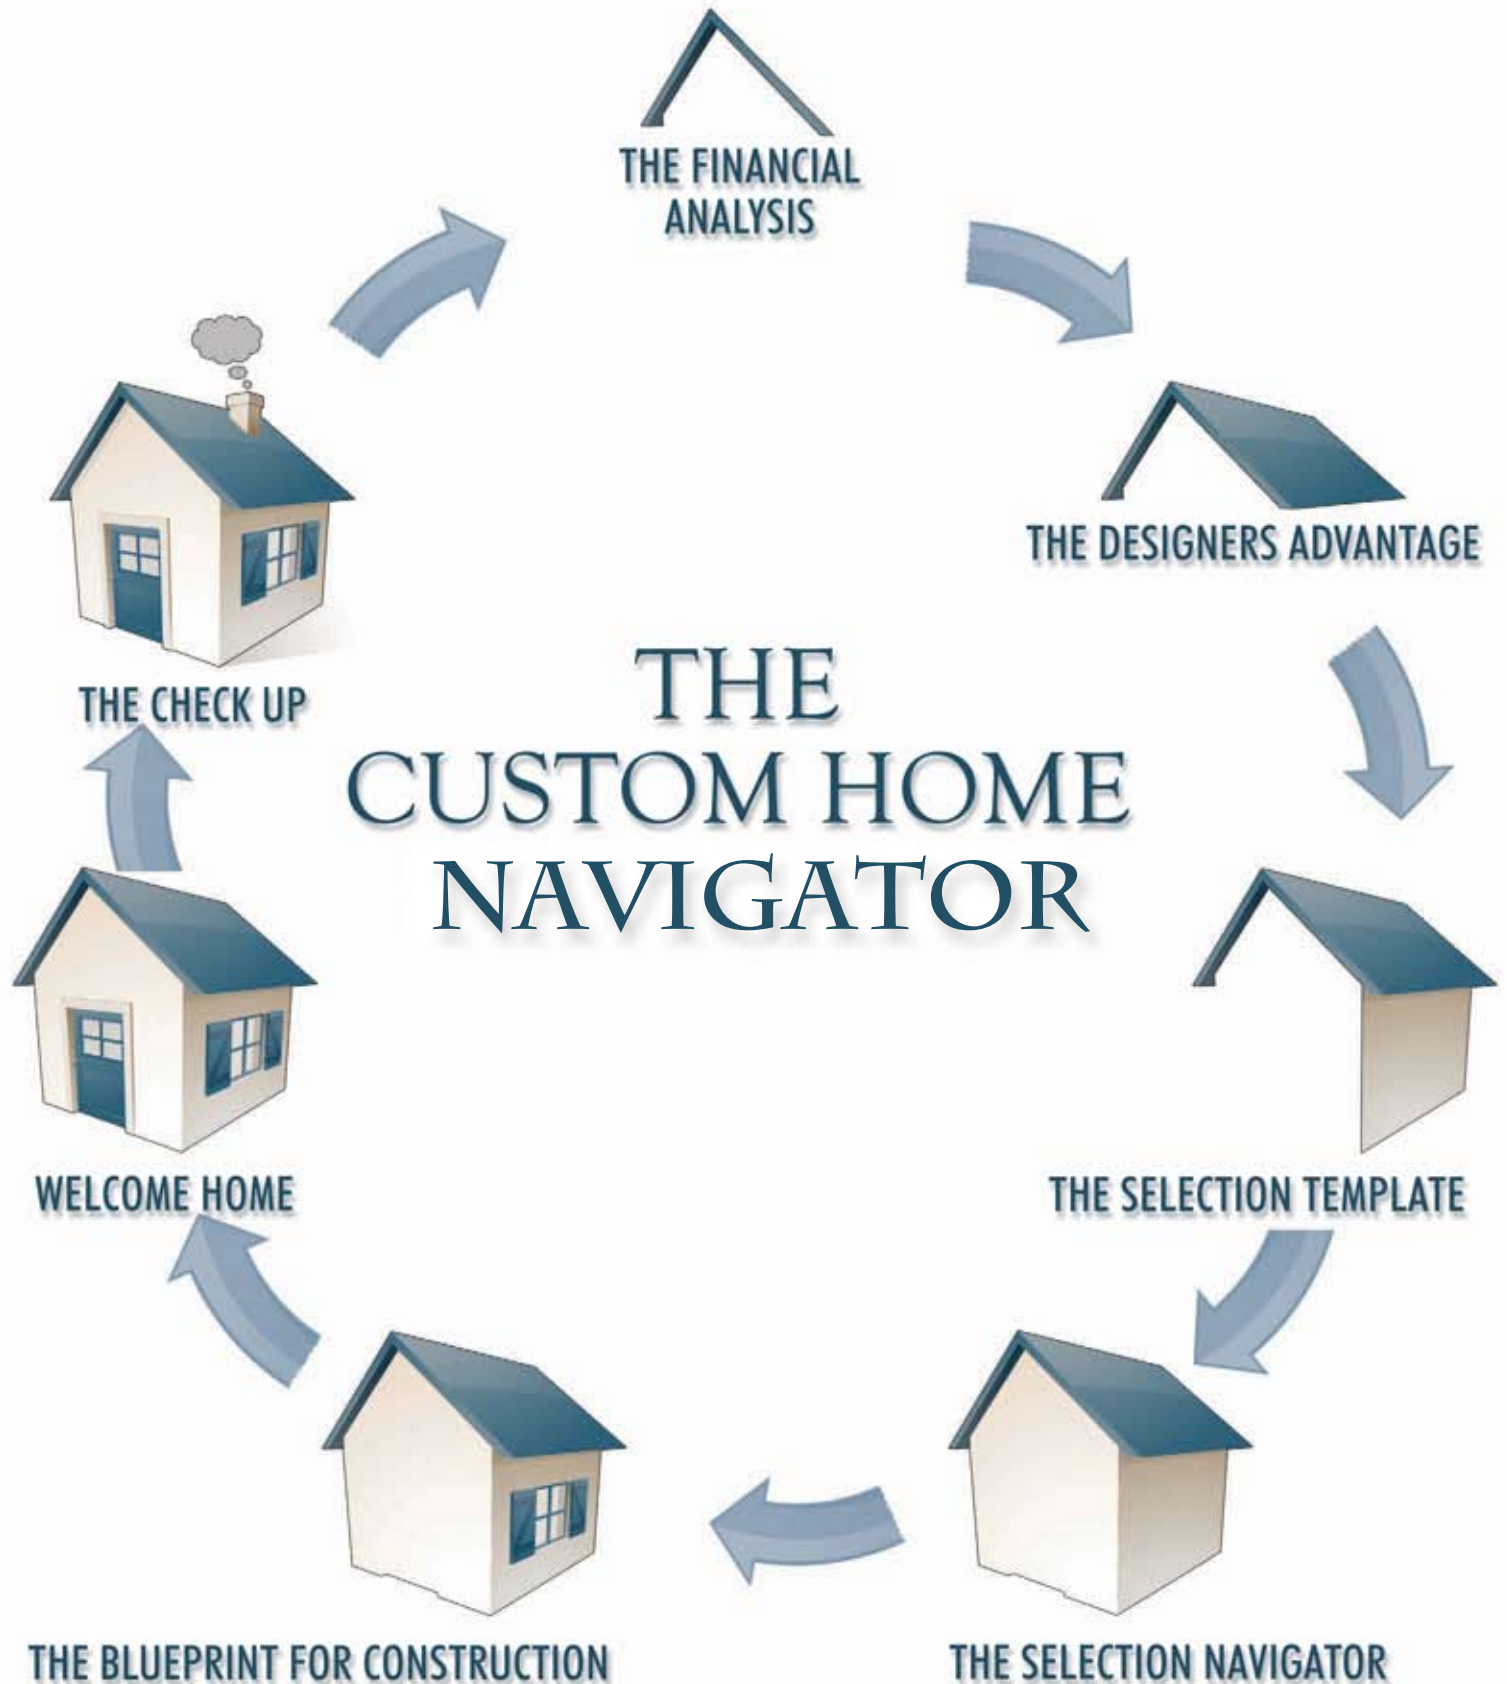 THE FINANCIAL
ANALYSIS
THE DESIGNERS ADVANTAGE
THE CHECK UP
THE
CUSTOM HOME
NAVIGATOR
WELCOME HOME
THE SELECTION TEMPLATE
THE BLUEPRINT FOR CONSTRUCTION
THE SELECTION NAVIGATOR